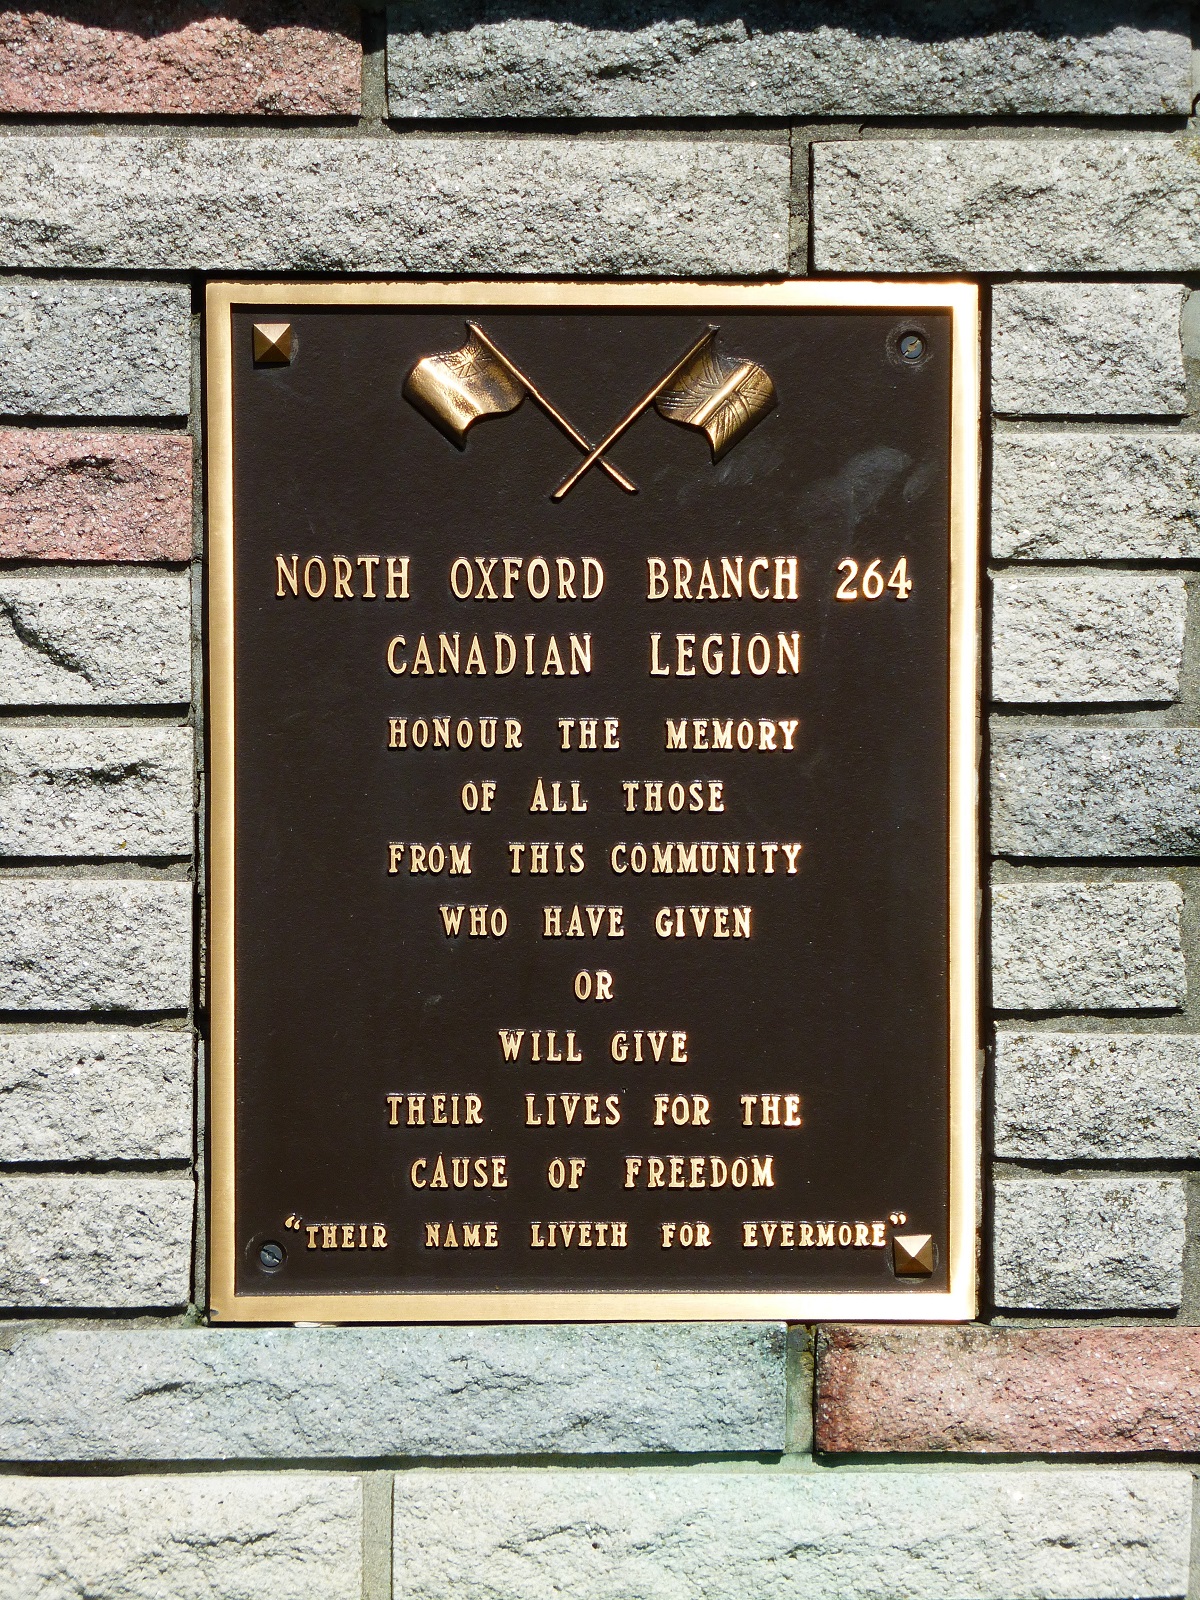 NORTH OXFORD BRANCH 264
CANADIAN LEGION
HONOUR THE MEMORY
OF ALL THOSE
FROM THIS COMMUNITY
WHO HAVE GIVEN
OR
WILL GIVE
THEIR LIVES FOR THE
CAUSE OF FREEDOM
“THEIR NAME LIVETH FOR EVERMORE”